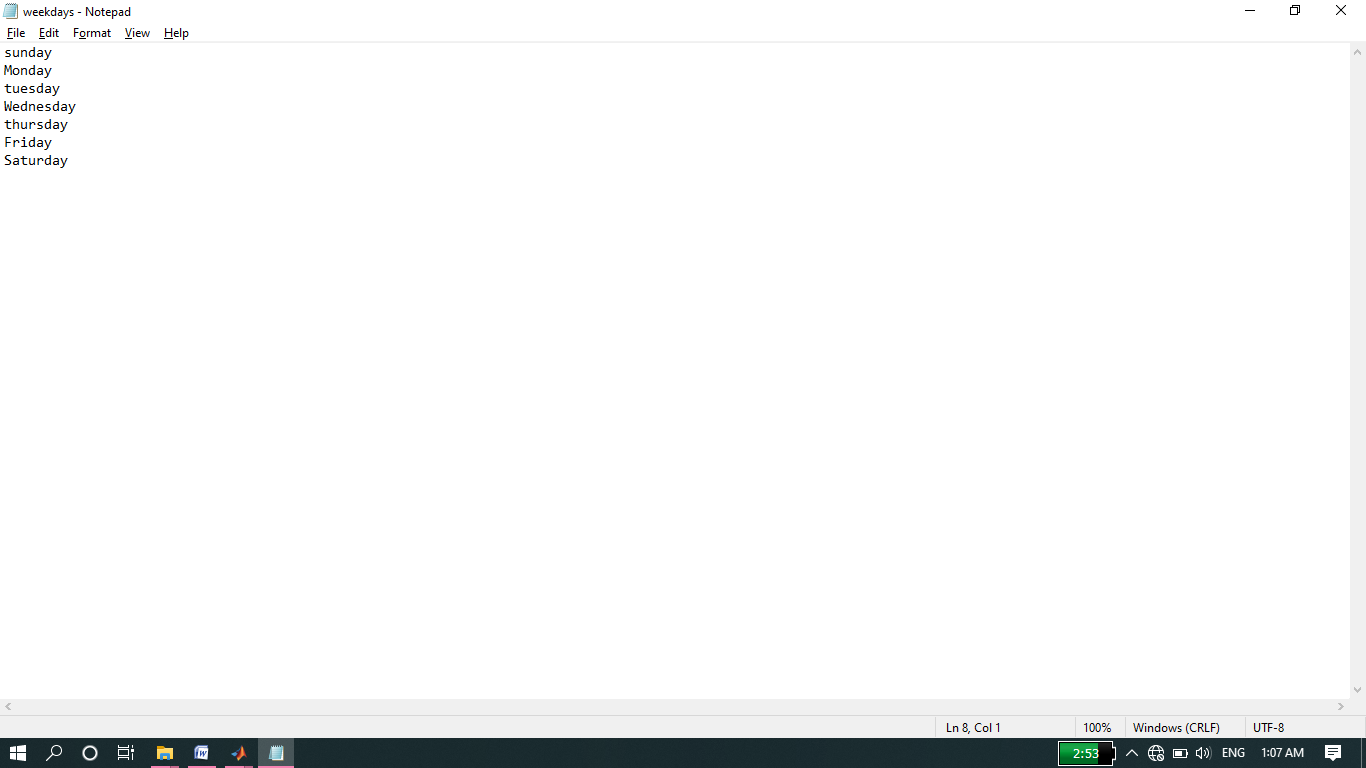 weekdays - Notepad
File Edit Format View Help
sunday
Monday
tuesday
Wednesday
thursday
Friday
Saturday
Ln 8, Col 1 100% Windows (CRLF) UTF-8
2:53 ENG 1:07 AM